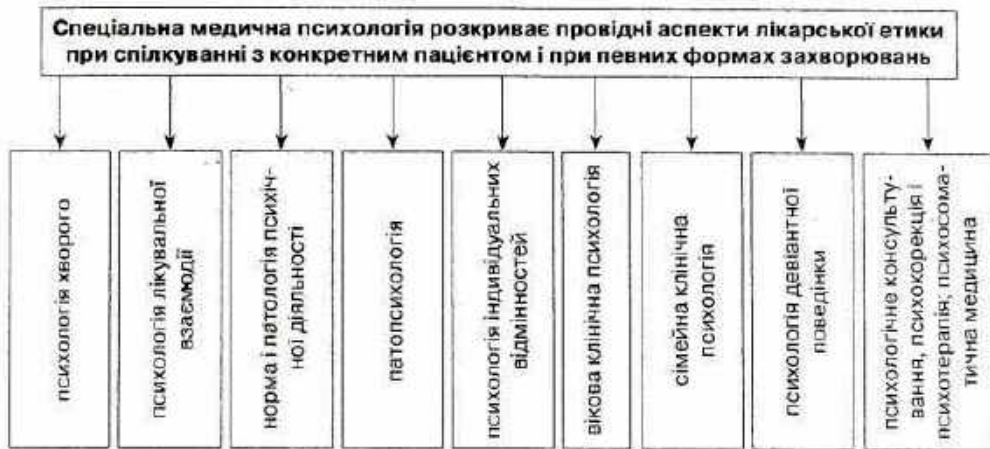 Спеціальна медична психологія розкриває провідні аспекти лікарської етики
при спілкуванні з конкретним пацієнтом і при певних формах захворювань
психологія хворого
психологія лікувальної
взаємодії
норма і патологія психіч-
ної діяльності
патопсихологія
психологія індивідуальних
відмінностей
вікова клінічна психологія
сімейна клінічна
психологія
психологія девіантної
поведінки
психологічне консульту-
вання, психокорекція і
психотерапія; психосома-
тична медицина